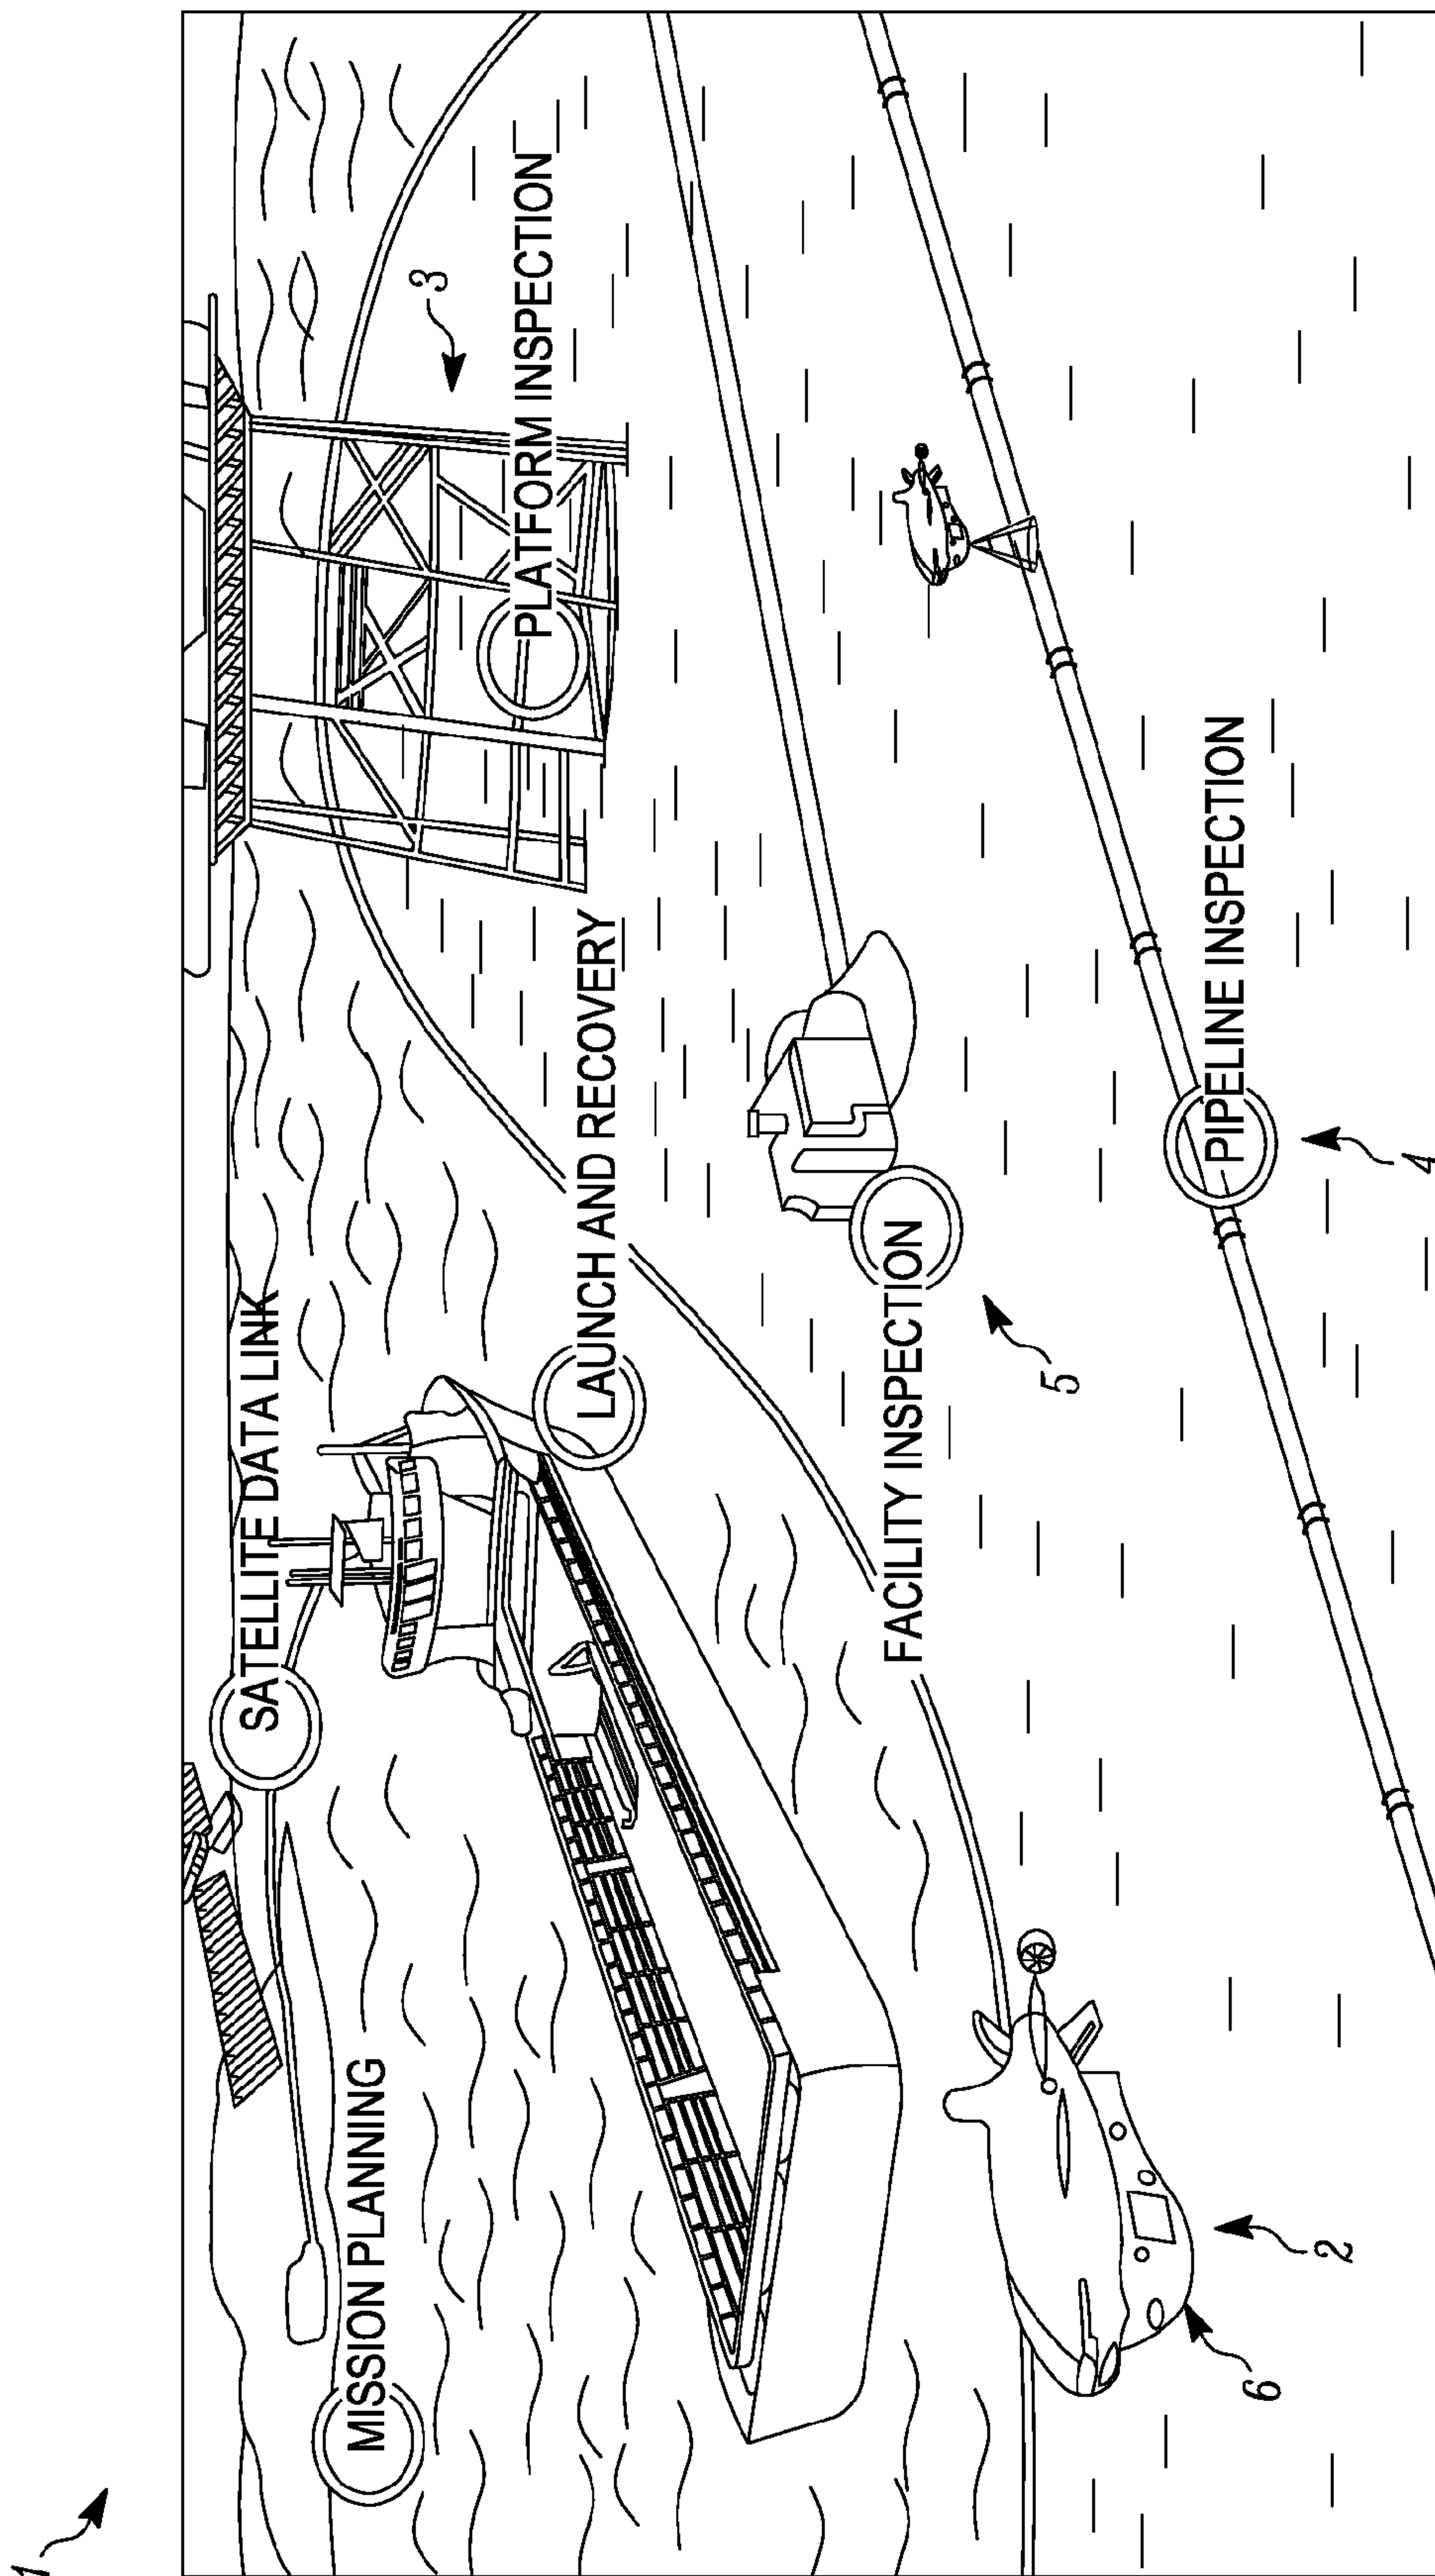 1
SATELLITE DATA LINK
MISSION PLANNING
PLATFORM INSPECTION
3
LAUNCH AND RECOVERY
FACILITY INSPECTION
5
PIPELINE INSPECTION
4
2
6